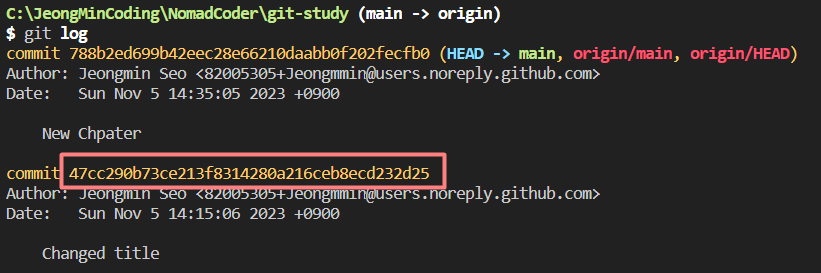 C:\JeongMinCoding\NomadCoder\git-study (main -> origin)
$ git log
commit 788b2ed699b42eec28e66210daabb0f202fecfb0 (HEAD -> main, origin/main, origin/HEAD)
Author: Jeongmin Seo <82005305+Jeongmmin@users.noreply.github.com>
Date:   Sun Nov 5 14:35:05 2023 +0900
New Chpater
commit 47cc290b73ce213f8314280a216ceb8ecd232d25
Author: Jeongmin Seo <82005305+Jeongmmin@users.noreply.github.com>
Date:   Sun Nov 5 14:15:06 2023 +0900
Changed title